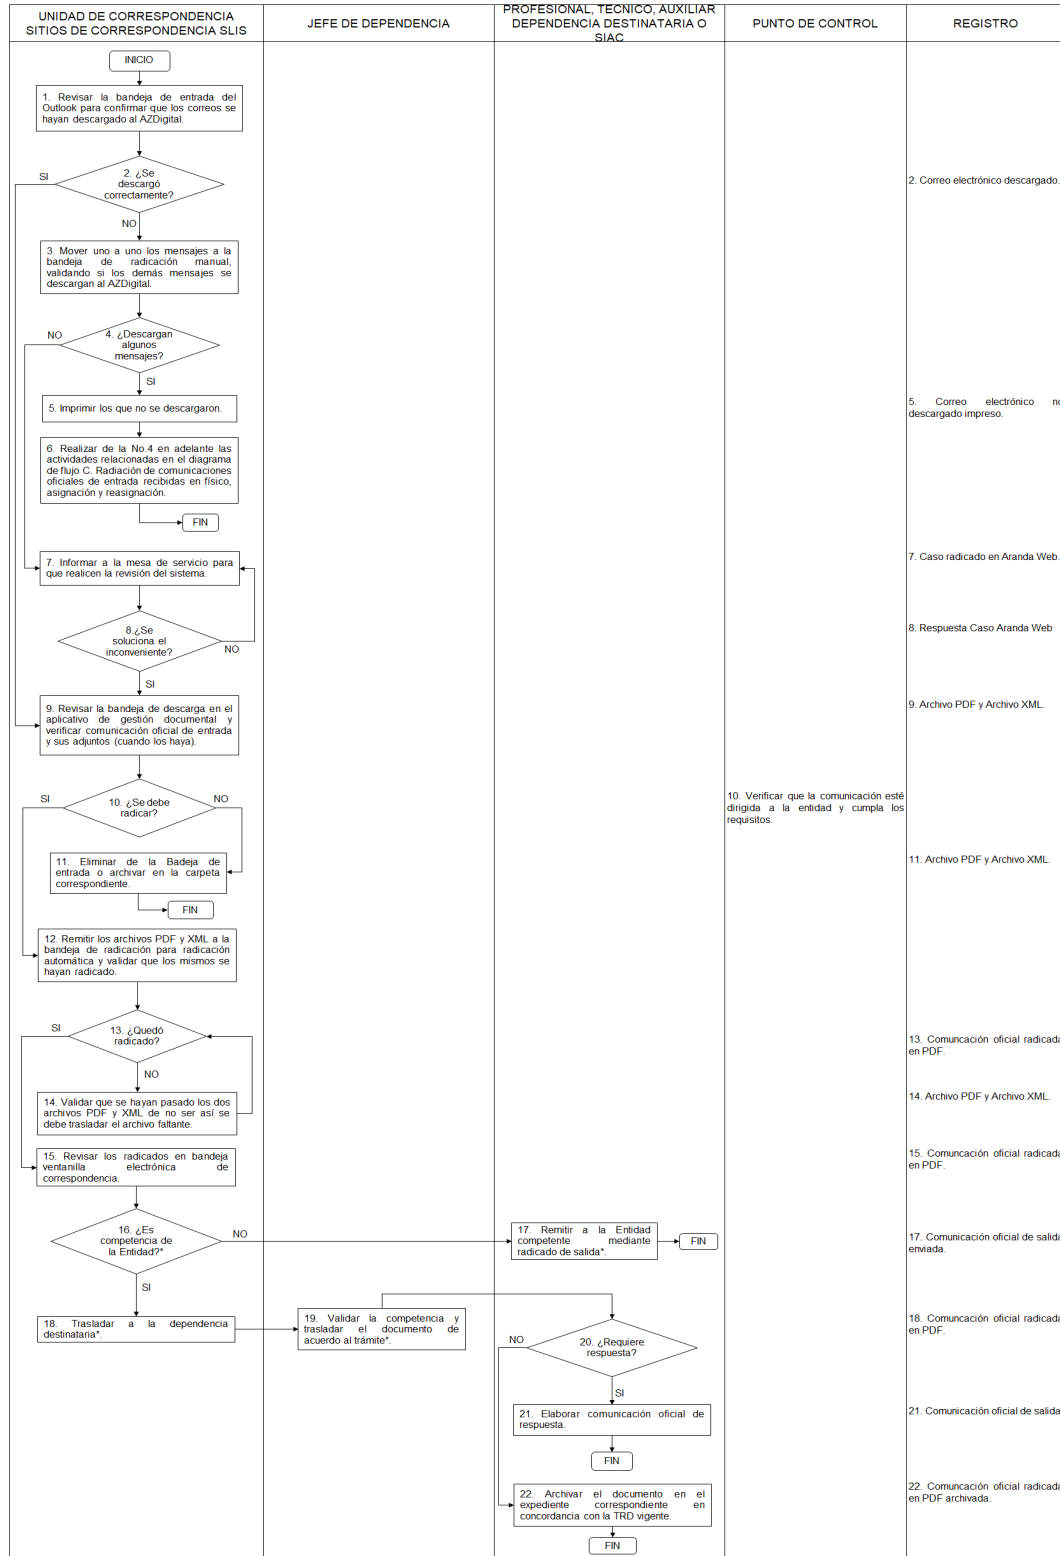 UNIDAD DE CORRESPONDENCIA
SITIOS DE CORRESPONDENCIA SLIS
JEFE DE DEPENDENCIA
PROFESIONAL, TECNICO, AUXILIAR
DEPENDENCIA DESTINATARIA O
SIAC
PUNTO DE CONTROL
REGISTRO
INICIO
1. Revisar la bandeja de entrada del
Outlook para confirmar que los correos se
hayan descargado al AZDigital.
SI
2. ¿Se
descargó
correctamente?
2. Correo electrónico descargado.
NO
3. Mover uno a uno los mensajes a la
bandeja de radicación manual,
validando si los demás mensajes se
descargan al AZDigital.
NO
4. ¿Descargan
algunos
mensajes?
SI
5. Imprimir los que no se descargaron.
5. Correo electrónico no
descargado impreso.
6. Realizar de la No.4 en adelante las
actividades relacionadas en el diagrama
de flujo C. Radiación de comunicaciones
oficiales de entrada recibidas en físico,
asignación y reasignación.
FIN
7. Informar a la mesa de servicio para
que realicen la revisión del sistema.
7. Caso radicado en Aranda Web.
8.¿Se
soluciona el
inconveniente?
NO
8. Respuesta Caso Aranda Web
SI
9. Revisar la bandeja de descarga en el
aplicativo de gestión documental y
verificar comunicación oficial de entrada
y sus adjuntos (cuando los haya).
9. Archivo PDF y Archivo XML.
SI
10. ¿Se debe
radicar?
NO
10. Verificar que la comunicación esté
dirigida a la entidad y cumpla los
requisitos.
11. Eliminar de la Badeja de
entrada o archivar en la carpeta
correspondiente.
11. Archivo PDF y Archivo XML.
FIN
12. Remitir los archivos PDF y XML a la
bandeja de radicación para radicación
automática y validar que los mismos se
hayan radicado.
SI
13. ¿Quedó
radicado?
13. Comuncación oficial radicada
en PDF.
NO
14. Validar que se hayan pasado los dos
archivos PDF y XML de no ser así se
debe trasladar el archivo faltante.
14. Archivo PDF y Archivo XML.
15. Revisar los radicados en bandeja
ventanilla electrónica de
correspondencia.
15. Comuncación oficial radicada
en PDF.
16. ¿Es
competencia de
la Entidad?*
NO
17. Remitir a la Entidad
competente mediante
radicado de salida*.
FIN
17. Comunicación oficial de salida
enviada.
SI
18. Trasladar a la dependencia
destinataria*.
19. Validar la competencia y
trasladar el documento de
acuerdo al trámite*.
18. Comuncación oficial radicada
en PDF.
NO
20. ¿Requiere
respuesta?
SI
21. Elaborar comunicación oficial de
respuesta.
21. Comunicación oficial de salida
FIN
22. Archivar el documento en el
expediente correspondiente en
concordancia con la TRD vigente.
22. Comuncación oficial radicada
en PDF archivada.
FIN